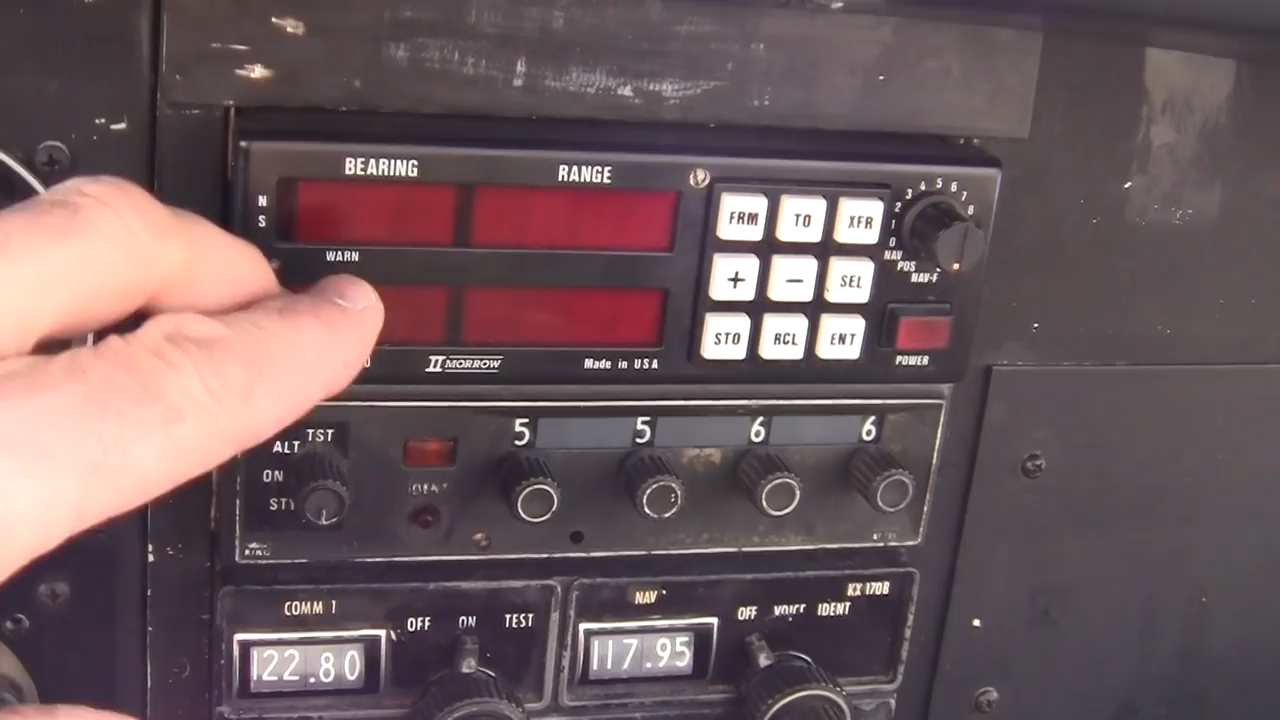 BEARING RANGE
N
S
WARN
II MORROW Made in USA
FRM TO XFR
+ − SEL
STO RCL ENT
0 1 2 3 4 5 6 7 8
NAV POS NAV-F
POWER
TST
ALT
ON
IDENT
KING
5 5 6 6
COMM 1
OFF ON TEST
122.80
NAV
KX 170B
OFF VOICE IDENT
117.95